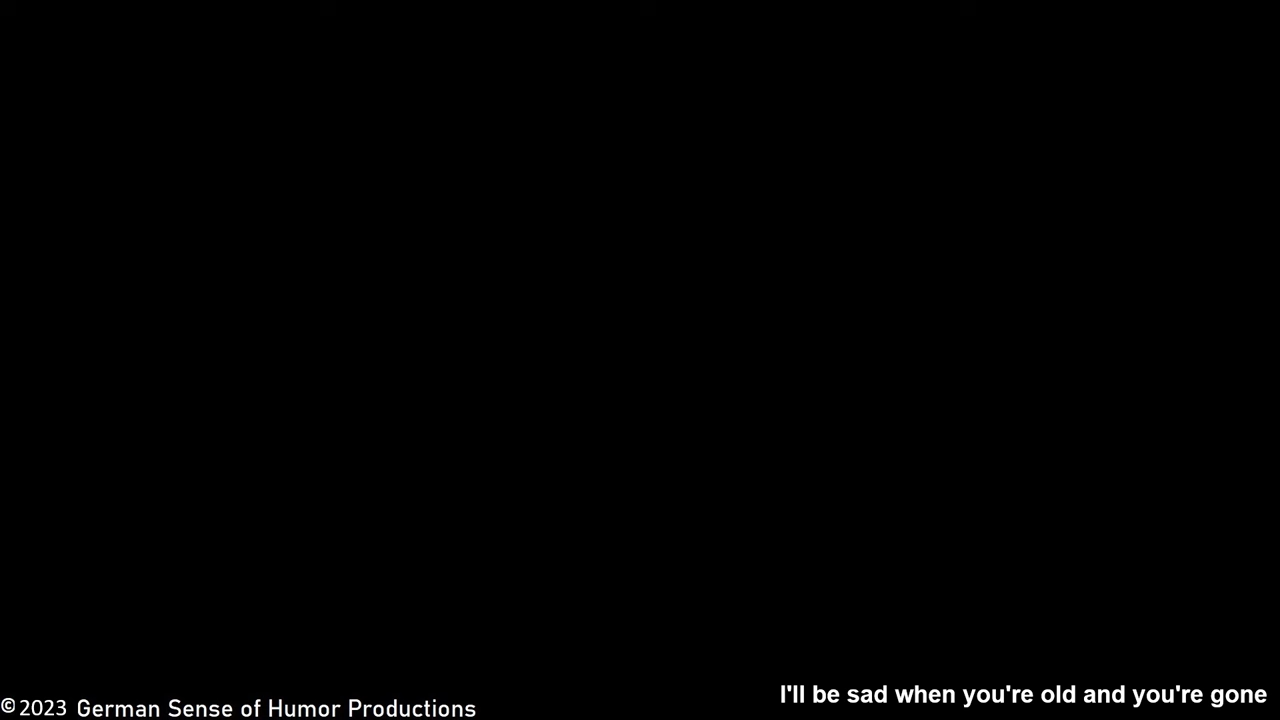 I'll be sad when you're old and you're gone
©2023 German Sense of Humor Productions